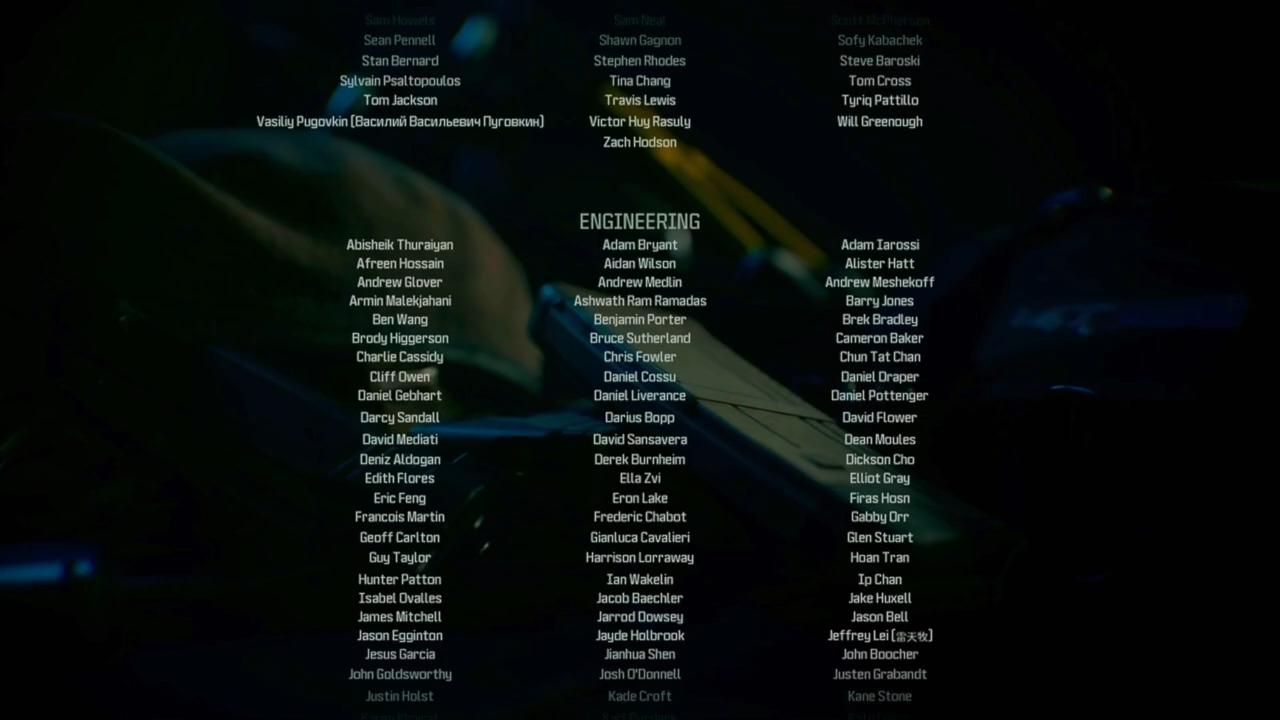 Sam Howels Sam Neal Scott McPherson
Sean Pennell Shawn Gagnon Sofy Kabachek
Stan Bernard Stephen Rhodes Steve Baroski
Sylvain Psaltopoulos Tina Chang Tom Cross
Tom Jackson Travis Lewis Tyriq Pattillo
Vasiliy Pugovkin (Василий Васильевич Пуговкин) Victor Huy Rasuly Will Greenough
Zach Hodson
ENGINEERING
Abisheik Thuraiyan Adam Bryant Adam Iarossi
Afreen Hossain Aidan Wilson Alister Hatt
Andrew Glover Andrew Medlin Andrew Meshekoff
Armin Malekjahani Ashwath Ram Ramadas Barry Jones
Ben Wang Benjamin Porter Brek Bradley
Brody Higgerson Bruce Sutherland Cameron Baker
Charlie Cassidy Chris Fowler Chun Tat Chan
Cliff Owen Daniel Cossu Daniel Draper
Daniel Gebhart Daniel Liverance Daniel Pottenger
Darcy Sandall Darius Bopp David Flower
David Mediati David Sansavera Dean Moules
Deniz Aldogan Derek Burnheim Dickson Cho
Edith Flores Ella Zvi Elliot Gray
Eric Feng Eron Lake Firas Hosn
Francois Martin Frederic Chabot Gabby Orr
Geoff Carlton Gianluca Cavalieri Glen Stuart
Guy Taylor Harrison Lorraway Hoan Tran
Hunter Patton Ian Wakelin Ip Chan
Isabel Ovalles Jacob Baechler Jake Huxell
James Mitchell Jarrod Dowsey Jason Bell
Jason Egginton Jayde Holbrook Jeffrey Lei (雷天牧)
Jesus Garcia Jianhua Shen John Boocher
John Goldsworthy Josh O'Donnell Justen Grabandt
Justin Holst Kade Croft Kane Stone